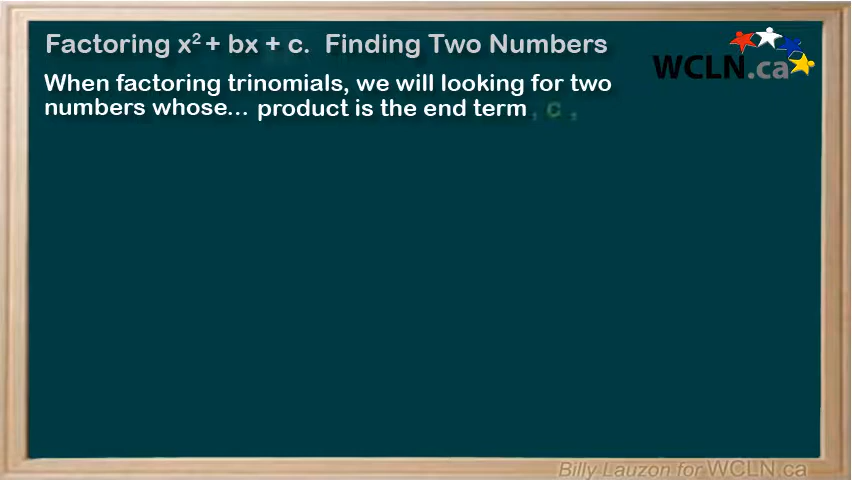 Factoring x² + bx + c. Finding Two Numbers
WCLN.ca
When factoring trinomials, we will looking for two
numbers whose... product is the end term , c ,
Billy Lauzon for WCLN.ca